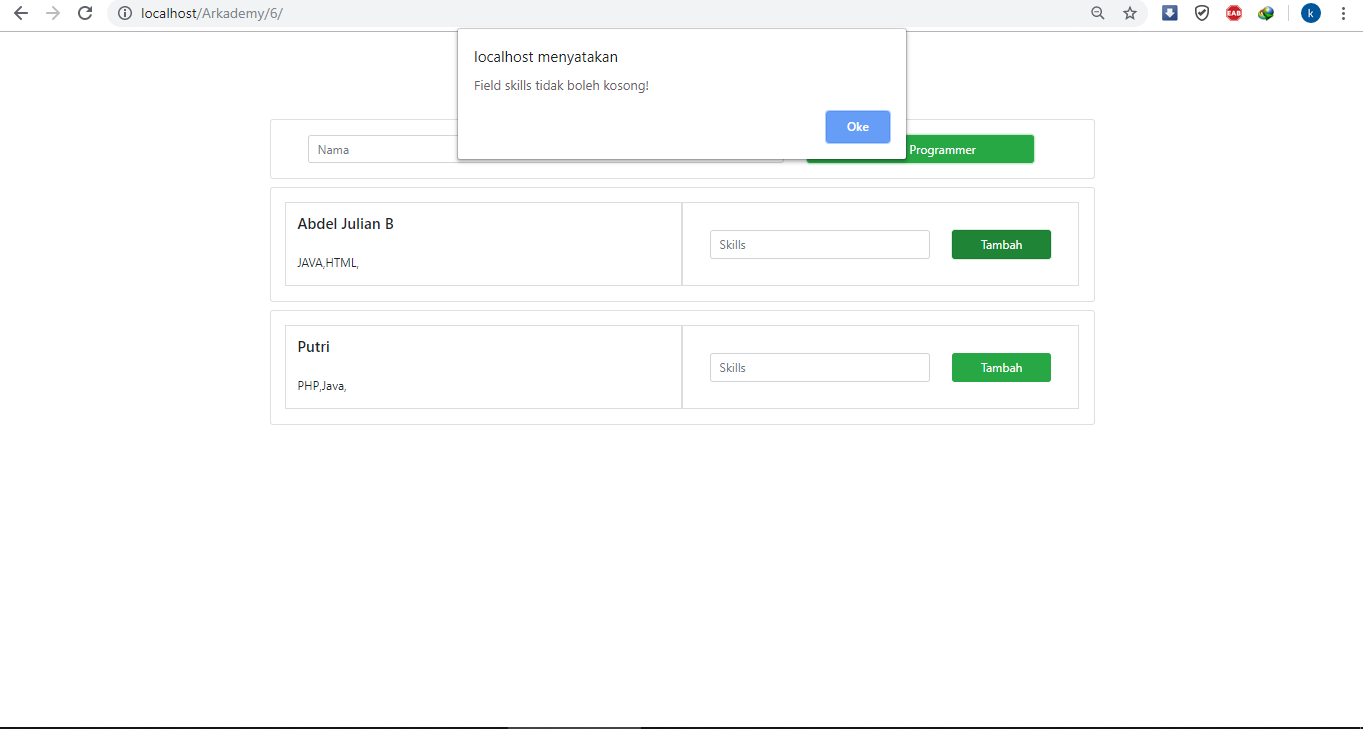 localhost/Arkademy/6/
EAB
k
localhost menyatakan
Field skills tidak boleh kosong!
Oke
Nama
Programmer
Abdel Julian B
JAVA,HTML,
Skills
Tambah
Putri
PHP,Java,
Skills
Tambah